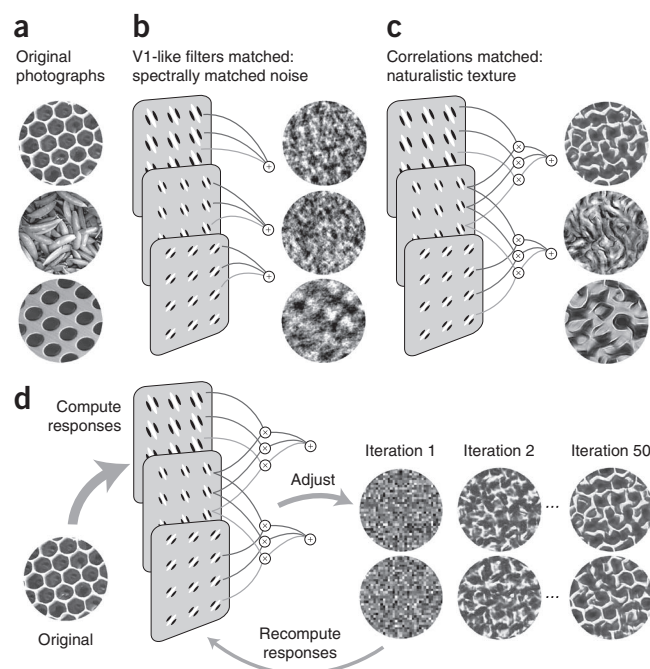 a
Original
photographs
b
V1-like filters matched:
spectrally matched noise
c
Correlations matched:
naturalistic texture
d
Compute
responses
Original
Adjust
Recompute
responses
Iteration 1
Iteration 2
Iteration 50
...
...